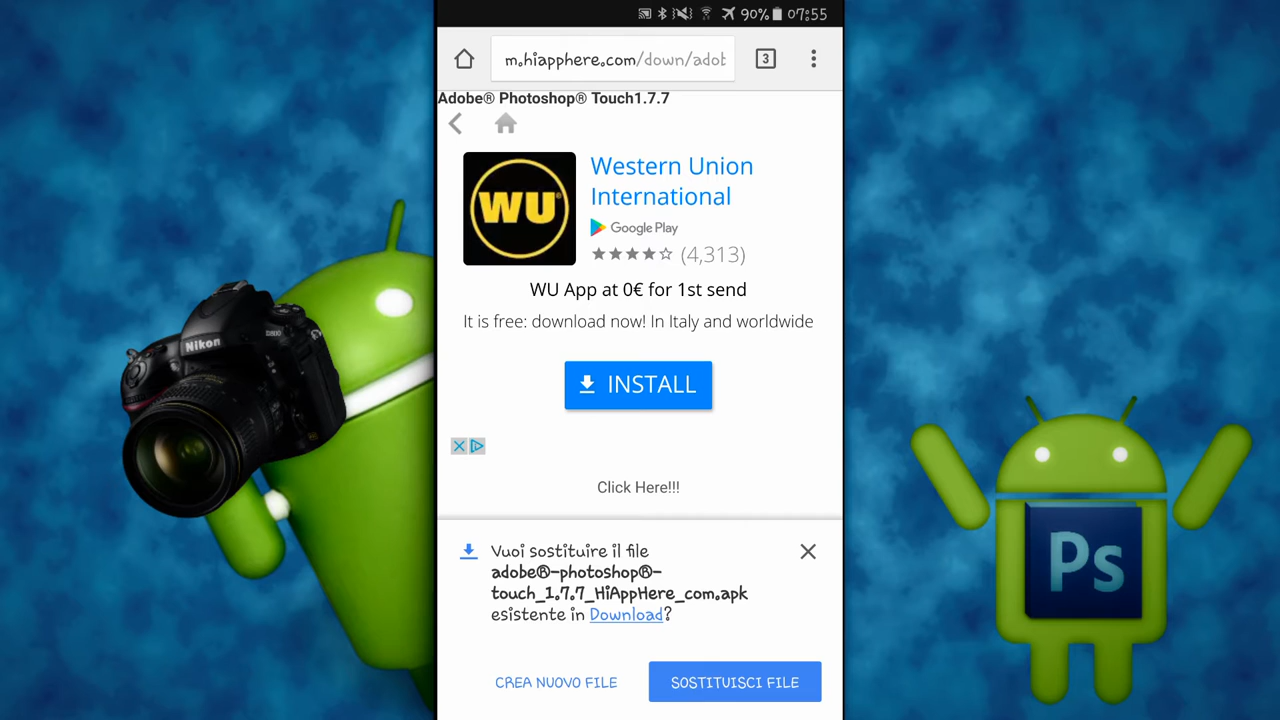 90% 07:55
m.hiapphere.com/down/adob
3
Adobe® Photoshop® Touch1.7.7
WU®
Western Union
International
Google Play
(4,313)
WU App at 0€ for 1st send
It is free: download now! In Italy and worldwide
INSTALL
Click Here!!!
Vuoi sostituire il file
adobe®-photoshop®-
touch_1.7.7_HiAppHere_com.apk
esistente in Download?
CREA NUOVO FILE
SOSTITUISCI FILE
Nikon
D800
Ps